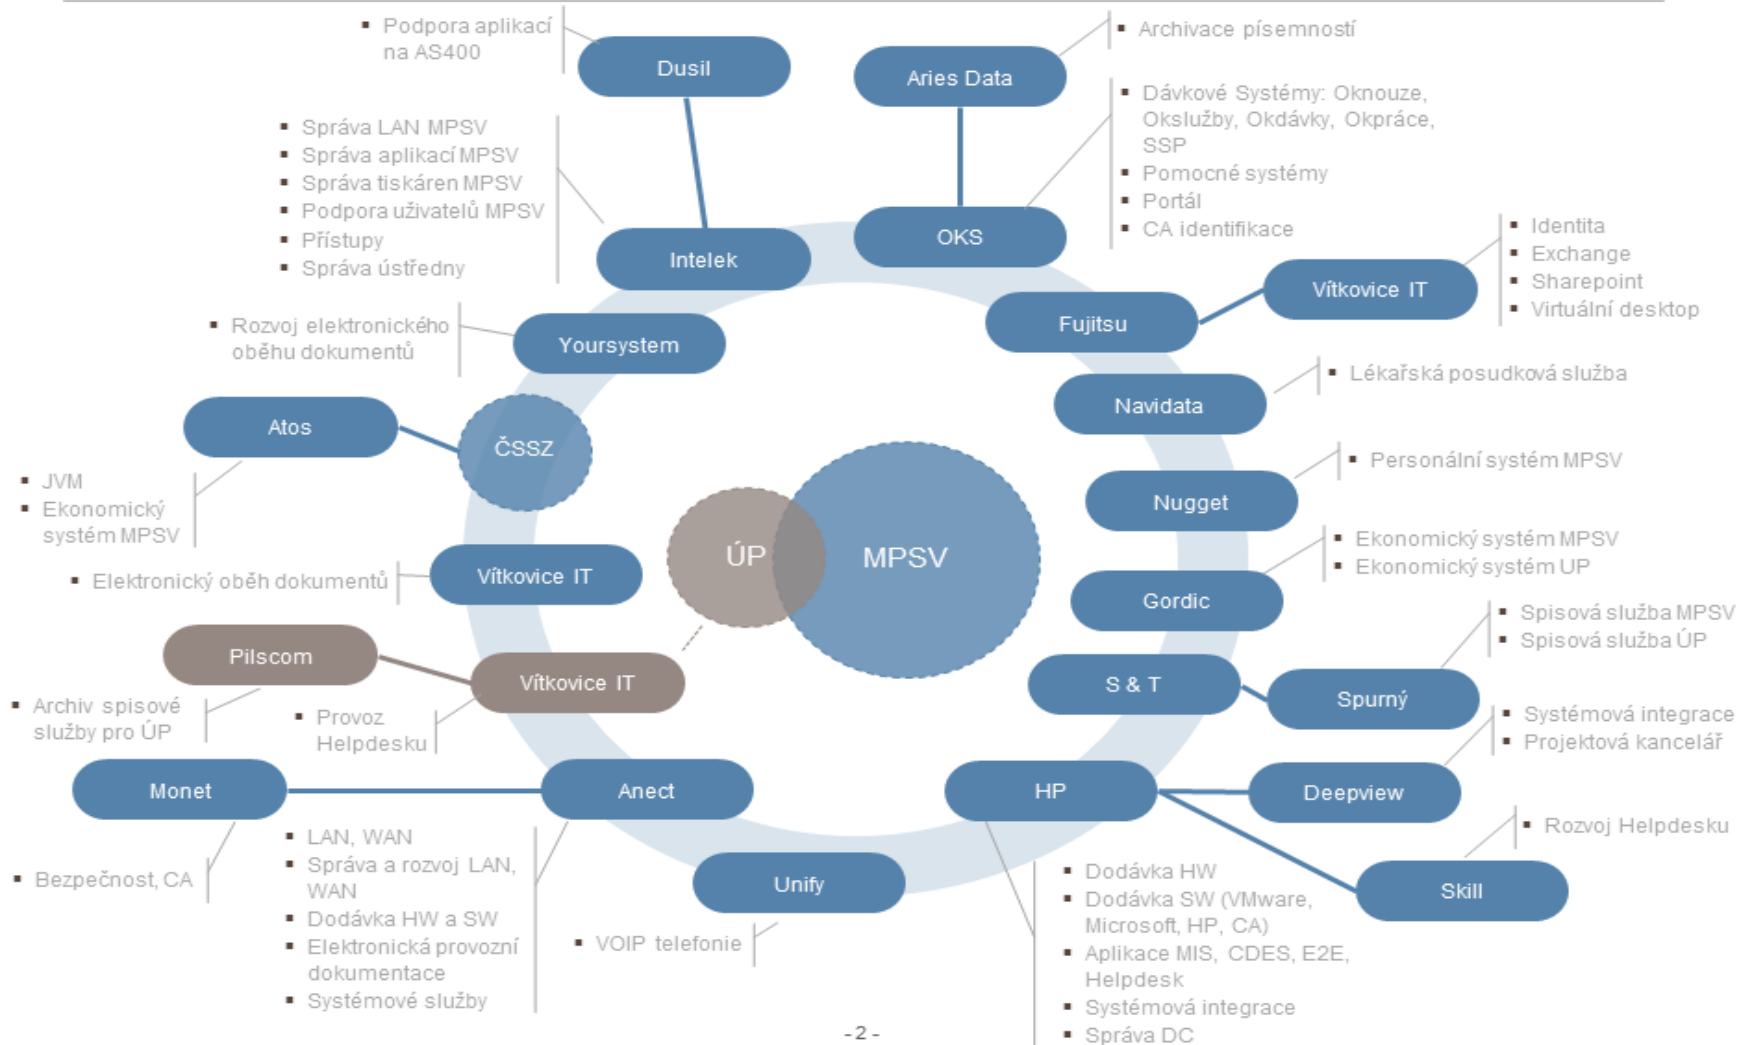 Podpora aplikací
na AS400
Dusil
Aries Data
Archivace písemností
Správa LAN MPSV
Správa aplikací MPSV
Správa tiskáren MPSV
Podpora uživatelů MPSV
Přístupy
Správa ústředny
Intelek
OKS
Dávkové Systémy: Oknouze,
Okslužby, Okdávky, Okpráce,
SSP
Pomocné systémy
Portál
CA identifikace
Fujitsu
Vítkovice IT
Identita
Exchange
Sharepoint
Virtuální desktop
Rozvoj elektronického
oběhu dokumentů
Yoursystem
Navidata
Lékařská posudková služba
Atos
ČSSZ
JVM
Ekonomický
systém MPSV
Nugget
Personální systém MPSV
ÚP
MPSV
Elektronický oběh dokumentů
Vítkovice IT
Gordic
Ekonomický systém MPSV
Ekonomický systém UP
Pilscom
Vítkovice IT
Archiv spisové
služby pro ÚP
Provoz
Helpdesku
S & T
Spurný
Spisová služba MPSV
Spisová služba ÚP
Monet
Anect
HP
Deepview
Systémová integrace
Projektová kancelář
Bezpečnost, CA
LAN, WAN
Správa a rozvoj LAN,
WAN
Dodávka HW a SW
Elektronická provozní
dokumentace
Systémové služby
Unify
VOIP telefonie
Dodávka HW
Dodávka SW (VMware,
Microsoft, HP, CA)
Aplikace MIS, CDES, E2E,
Helpdesk
Systémová integrace
Správa DC
Skill
Rozvoj Helpdesku
- 2 -